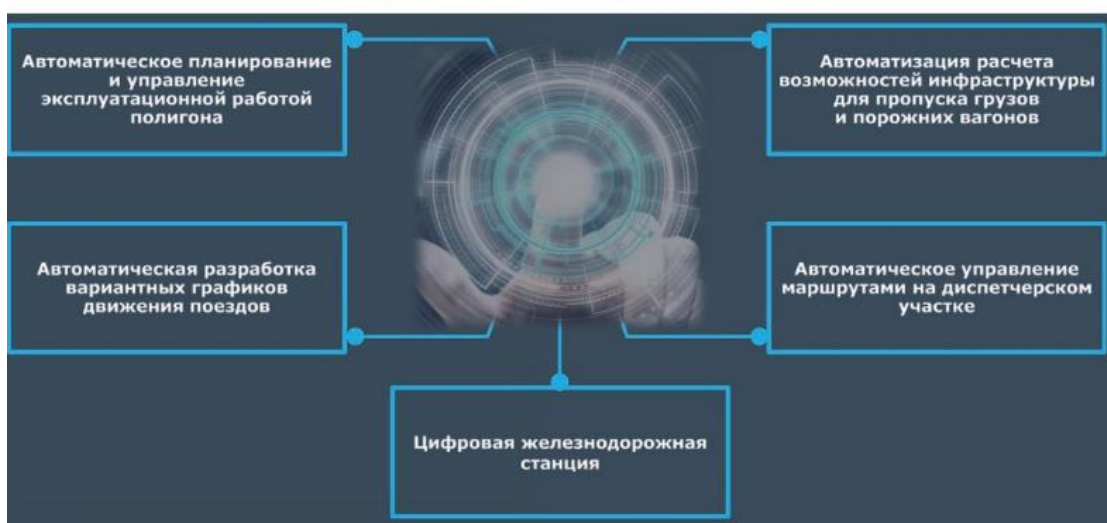 Автоматическое планирование
и управление
эксплуатационной работой
полигона
Автоматизация расчета
возможностей инфраструктуры
для пропуска грузов
и порожних вагонов
Автоматическая разработка
вариантных графиков
движения поездов
Автоматическое управление
маршрутами на диспетчерском
участке
Цифровая железнодорожная
станция